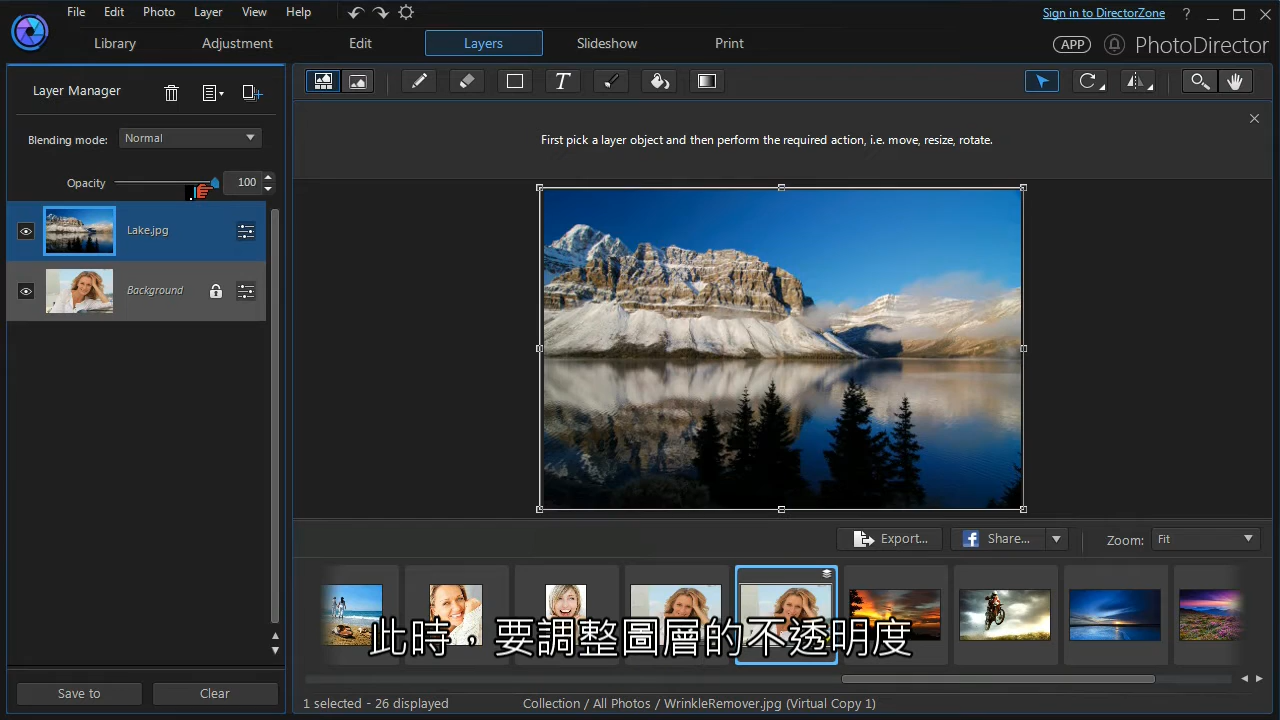 File Edit Photo Layer View Help
Sign in to DirectorZone ?
Library Adjustment Edit Layers Slideshow Print
APP PhotoDirector
Layer Manager
Blending mode: Normal
Opacity 100
Lake.jpg
Background
T
First pick a layer object and then perform the required action, i.e. move, resize, rotate.
Export... f Share... Zoom: Fit
此時，要調整圖層的不透明度
Save to Clear
1 selected - 26 displayed Collection / All Photos / WrinkleRemover.jpg (Virtual Copy 1)